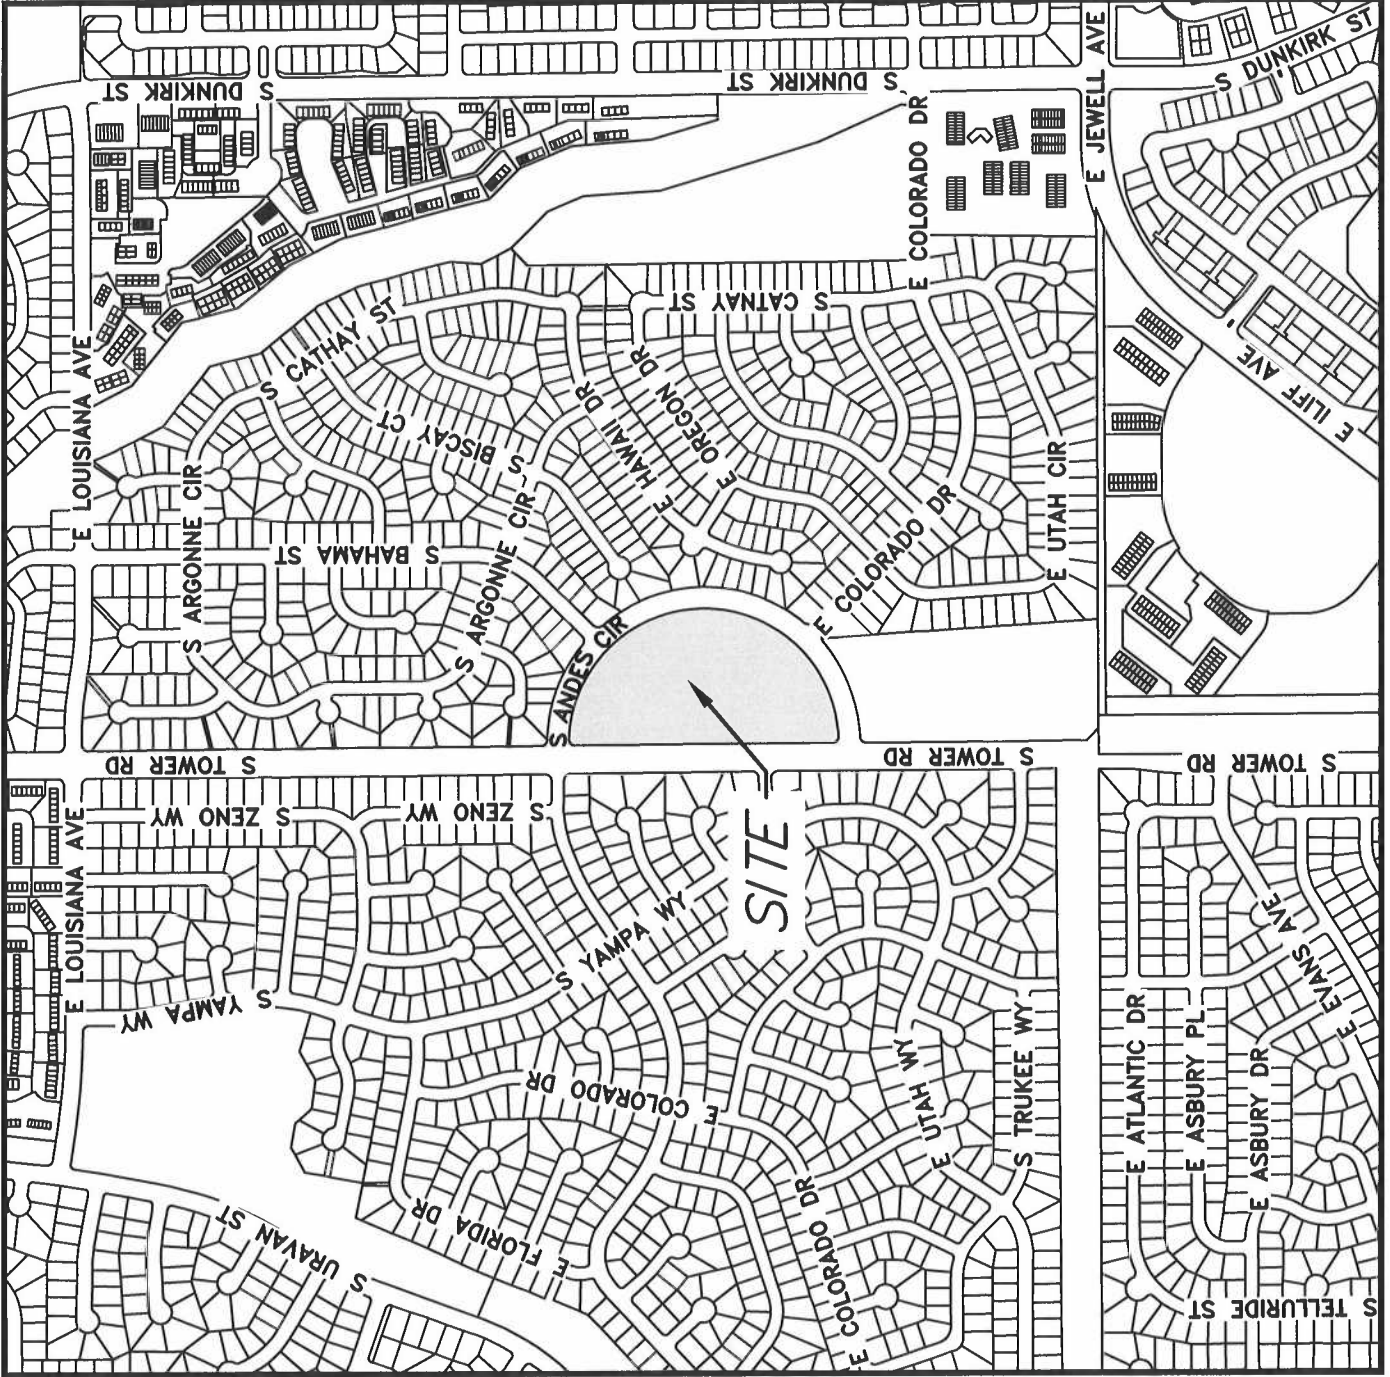 S DUNKIRK ST
S DUNKIRK ST
S DUNKIRK ST
E JEWELL AVE
E COLORADO DR
E LOUISIANA AVE
S CATHAY ST
S CATNAY ST
E ILIFF AVE
S BISCAY CT
E HAWAII DR
E OREGON DR
S ARGONNE CIR
S ARGONNE CIR
E UTAH CIR
E COLORADO DR
S BAHAMA ST
S ANDES CIR
S TOWER RD
S TOWER RD
S TOWER RD
S ZENO WY
S ZENO WY
SITE
E LOUISIANA AVE
S YAMPA WY
S YAMPA WY
E EVANS AVE
AVE
E COLORADO DR
E UTAH WY
S TRUKEE WY
E ATLANTIC DR
E ASBURY PL
E ASBURY DR
E FLORIDA DR
E COLORADO DR
S URAVAN ST
S TELLURIDE ST